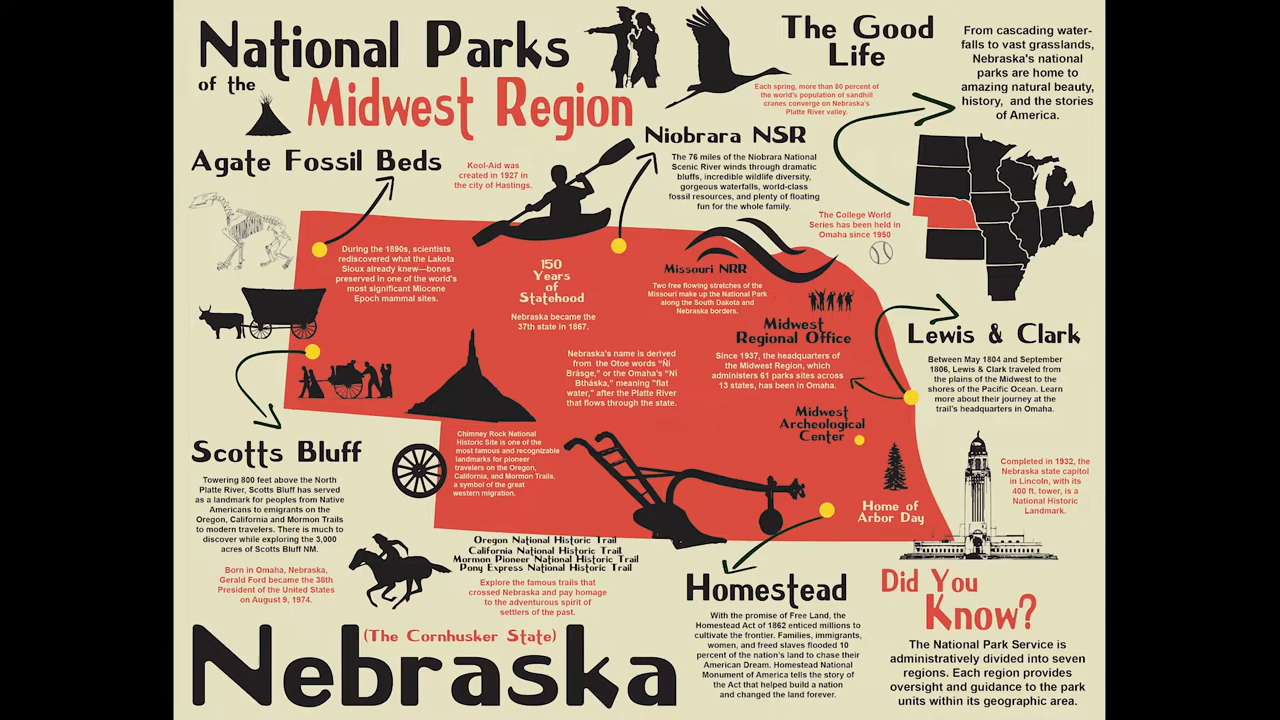 National Parks
of the
Midwest Region
The Good
Life
Each spring, more than 80 percent of
the world's population of sandhill
cranes converge on Nebraska's
Platte River valley.
From cascading water-
falls to vast grasslands,
Nebraska's national
parks are home to
amazing natural beauty,
history, and the stories
of America.
Agate Fossil Beds
Kool-Aid was
created in 1927 in
the city of Hastings.
Niobrara NSR
The 76 miles of the Niobrara National
Scenic River winds through dramatic
bluffs, incredible wildlife diversity,
gorgeous waterfalls, world-class
fossil resources, and plenty of floating
fun for the whole family.
The College World
Series has been held in
Omaha since 1950
During the 1890s, scientists
rediscovered what the Lakota
Sioux already knew—bones
preserved in one of the world's
most significant Miocene
Epoch mammal sites.
150
Years
of
Statehood
Nebraska became the
37th state in 1867.
Missouri NRR
Two free flowing stretches of the
Missouri make up the National Park
along the South Dakota and
Nebraska borders.
Midwest
Regional Office
Since 1937, the headquarters of
the Midwest Region, which
administers 61 parks sites across
13 states, has been in Omaha.
Lewis & Clark
Between May 1804 and September
1806, Lewis & Clark traveled from
the plains of the Midwest to the
shores of the Pacific Ocean. Learn
more about their journey at the
trail's headquarters in Omaha.
Nebraska's name is derived
from the Otoe words "Ñí
Brásge," or the Omaha's "Ní
Btháska," meaning "flat
water," after the Platte River
that flows through the state.
Midwest
Archeological
Center
Scotts Bluff
Towering 800 feet above the North
Platte River, Scotts Bluff has served
as a landmark for peoples from Native
Americans to emigrants on the
Oregon, California and Mormon Trails
to modern travelers. There is much to
discover while exploring the 3,000
acres of Scotts Bluff NM.
Chimney Rock National
Historic Site is one of the
most famous and recognizable
landmarks for pioneer
travelers on the Oregon,
California, and Mormon Trails,
a symbol of the great
western migration.
Completed in 1932, the
Nebraska state capitol
in Lincoln, with its
400 ft. tower, is a
National Historic
Landmark.
Home of
Arbor Day
Born in Omaha, Nebraska,
Gerald Ford became the 38th
President of the United States
on August 9, 1974.
Oregon National Historic Trail
California National Historic Trail
Mormon Pioneer National Historic Trail
Pony Express National Historic Trail
Explore the famous trails that
crossed Nebraska and pay homage
to the adventurous spirit of
settlers of the past.
Homestead
With the promise of Free Land, the
Homestead Act of 1862 enticed millions to
cultivate the frontier. Families, immigrants,
women, and freed slaves flooded 10
percent of the nation's land to chase their
American Dream. Homestead National
Monument of America tells the story of
the Act that helped build a nation
and changed the land forever.
Did You
Know?
The National Park Service is
administratively divided into seven
regions. Each region provides
oversight and guidance to the park
units within its geographic area.
(The Cornhusker State)
Nebraska